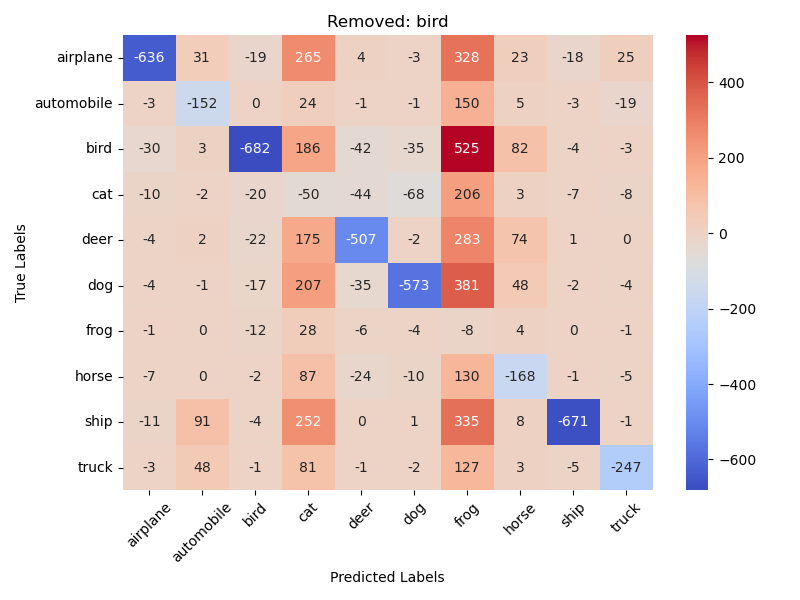 Removed: bird
airplane -636 31 -19 265 4 -3 328 23 -18 25
automobile -3 -152 0 24 -1 -1 150 5 -3 -19
bird -30 3 -682 186 -42 -35 525 82 -4 -3
cat -10 -2 -20 -50 -44 -68 206 3 -7 -8
deer -4 2 -22 175 -507 -2 283 74 1 0
dog -4 -1 -17 207 -35 -573 381 48 -2 -4
frog -1 0 -12 28 -6 -4 -8 4 0 -1
horse -7 0 -2 87 -24 -10 130 -168 -1 -5
ship -11 91 -4 252 0 1 335 8 -671 -1
truck -3 48 -1 81 -1 -2 127 3 -5 -247
airplane automobile bird cat deer dog frog horse ship truck
Predicted Labels
True Labels
400
200
0
−200
−400
−600